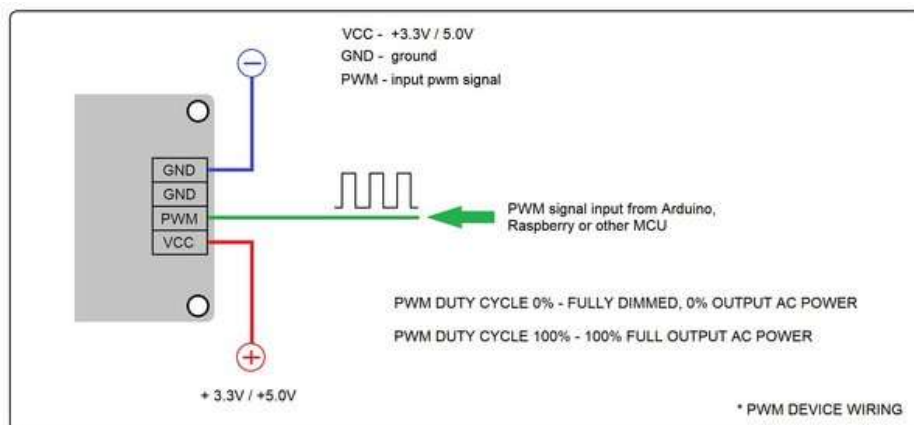 VCC - +3.3V / 5.0V
GND - ground
PWM - input pwm signal
GND
GND
PWM
VCC
PWM signal input from Arduino,
Raspberry or other MCU
PWM DUTY CYCLE 0% - FULLY DIMMED, 0% OUTPUT AC POWER
PWM DUTY CYCLE 100% - 100% FULL OUTPUT AC POWER
+ 3.3V / +5.0V
* PWM DEVICE WIRING